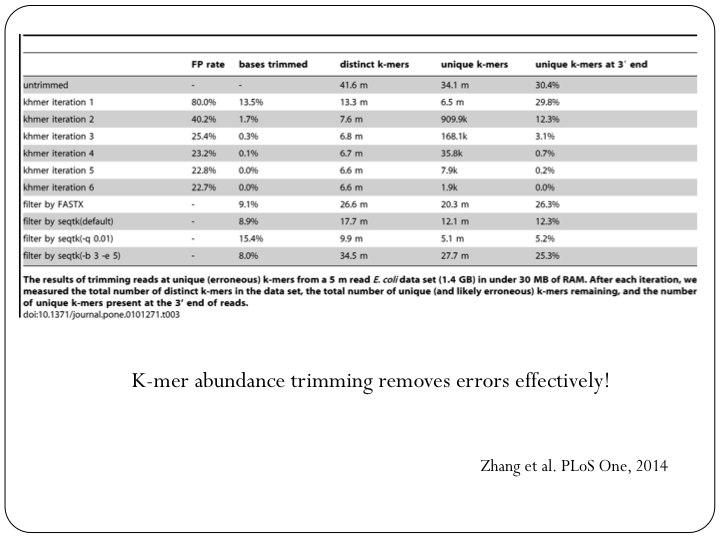 FP rate bases trimmed distinct k-mers unique k-mers unique k-mers at 3′ end
untrimmed - - 41.6 m 34.1 m 30.4%
khmer iteration 1 80.0% 13.5% 13.3 m 6.5 m 29.8%
khmer iteration 2 40.2% 1.7% 7.6 m 909.9k 12.3%
khmer iteration 3 25.4% 0.3% 6.8 m 168.1k 3.1%
khmer iteration 4 23.2% 0.1% 6.7 m 35.8k 0.7%
khmer iteration 5 22.8% 0.0% 6.6 m 7.9k 0.2%
khmer iteration 6 22.7% 0.0% 6.6 m 1.9k 0.0%
filter by FASTX - 9.1% 26.6 m 20.3 m 26.3%
filter by seqtk(default) - 8.9% 17.7 m 12.1 m 12.3%
filter by seqtk(-q 0.01) - 15.4% 9.9 m 5.1 m 5.2%
filter by seqtk(-b 3 -e 5) - 8.0% 34.5 m 27.7 m 25.3%
The results of trimming reads at unique (erroneous) k-mers from a 5 m read E. coli data set (1.4 GB) in under 30 MB of RAM. After each iteration, we
measured the total number of distinct k-mers in the data set, the total number of unique (and likely erroneous) k-mers remaining, and the number
of unique k-mers present at the 3′ end of reads.
doi:10.1371/journal.pone.0101271.t003
K-mer abundance trimming removes errors effectively!
Zhang et al. PLoS One, 2014